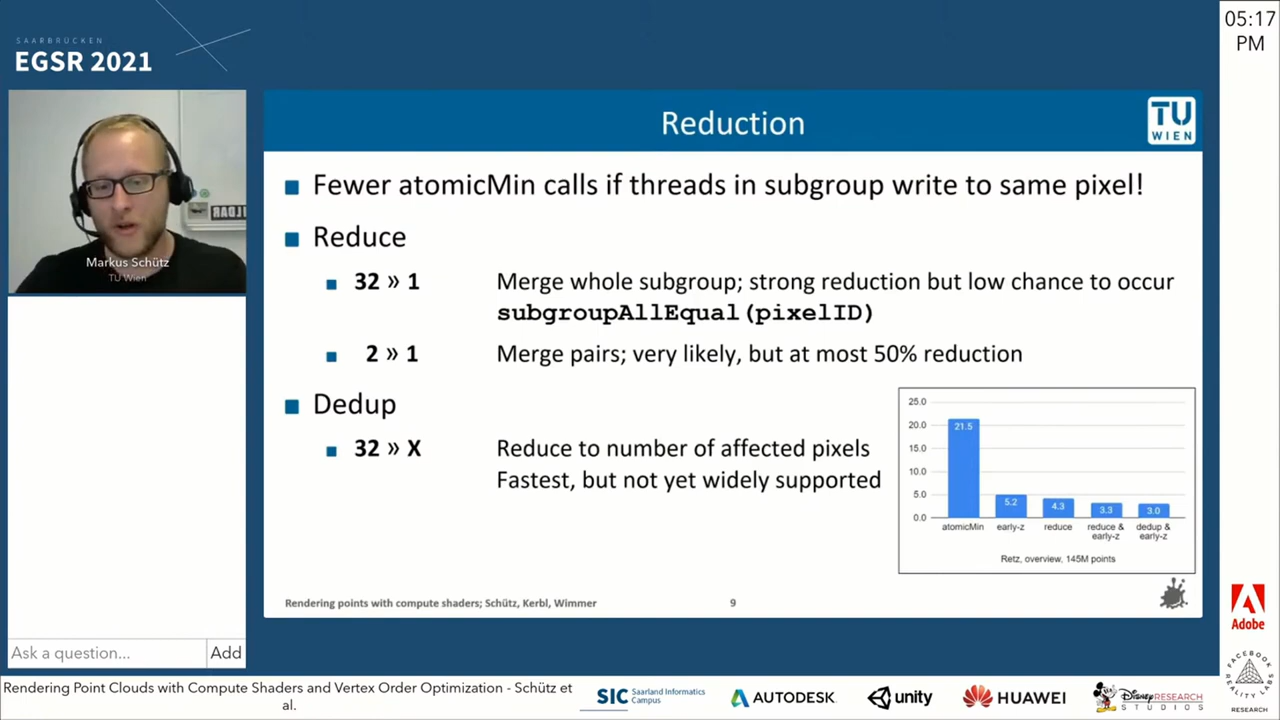 SAARBRÜCKEN
EGSR 2021
05:17
PM
Markus Schütz
TU Wien
Reduction
TU
WIEN
Fewer atomicMin calls if threads in subgroup write to same pixel!
Reduce
32 » 1 Merge whole subgroup; strong reduction but low chance to occur
subgroupAllEqual(pixelID)
2 » 1 Merge pairs; very likely, but at most 50% reduction
Dedup
32 » X Reduce to number of affected pixels
Fastest, but not yet widely supported
25.0
20.0
15.0
10.0
5.0
0.0
21.5
5.2
4.3
3.3
3.0
atomicMin
early-z
reduce
reduce &
early-z
dedup &
early-z
Retz, overview, 145M points
Rendering points with compute shaders; Schütz, Kerbl, Wimmer
9
Ask a question...
Add
Rendering Point Clouds with Compute Shaders and Vertex Order Optimization - Schütz et
al.
SIC Saarland Informatics
Campus
AUTODESK
unity
HUAWEI
Disney RESEARCH
STUDIOS
Adobe
FACEBOOK
REALITY LABS
RESEARCH